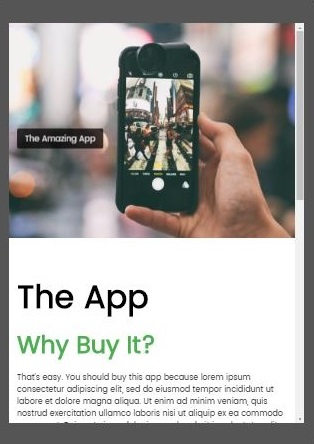 The Amazing App
The App
Why Buy It?
That's easy. You should buy this app because lorem ipsum
consectetur adipiscing elit, sed do eiusmod tempor incididunt ut
labore et dolore magna aliqua. Ut enim ad minim veniam, quis
nostrud exercitation ullamco laboris nisi ut aliquip ex ea commodo